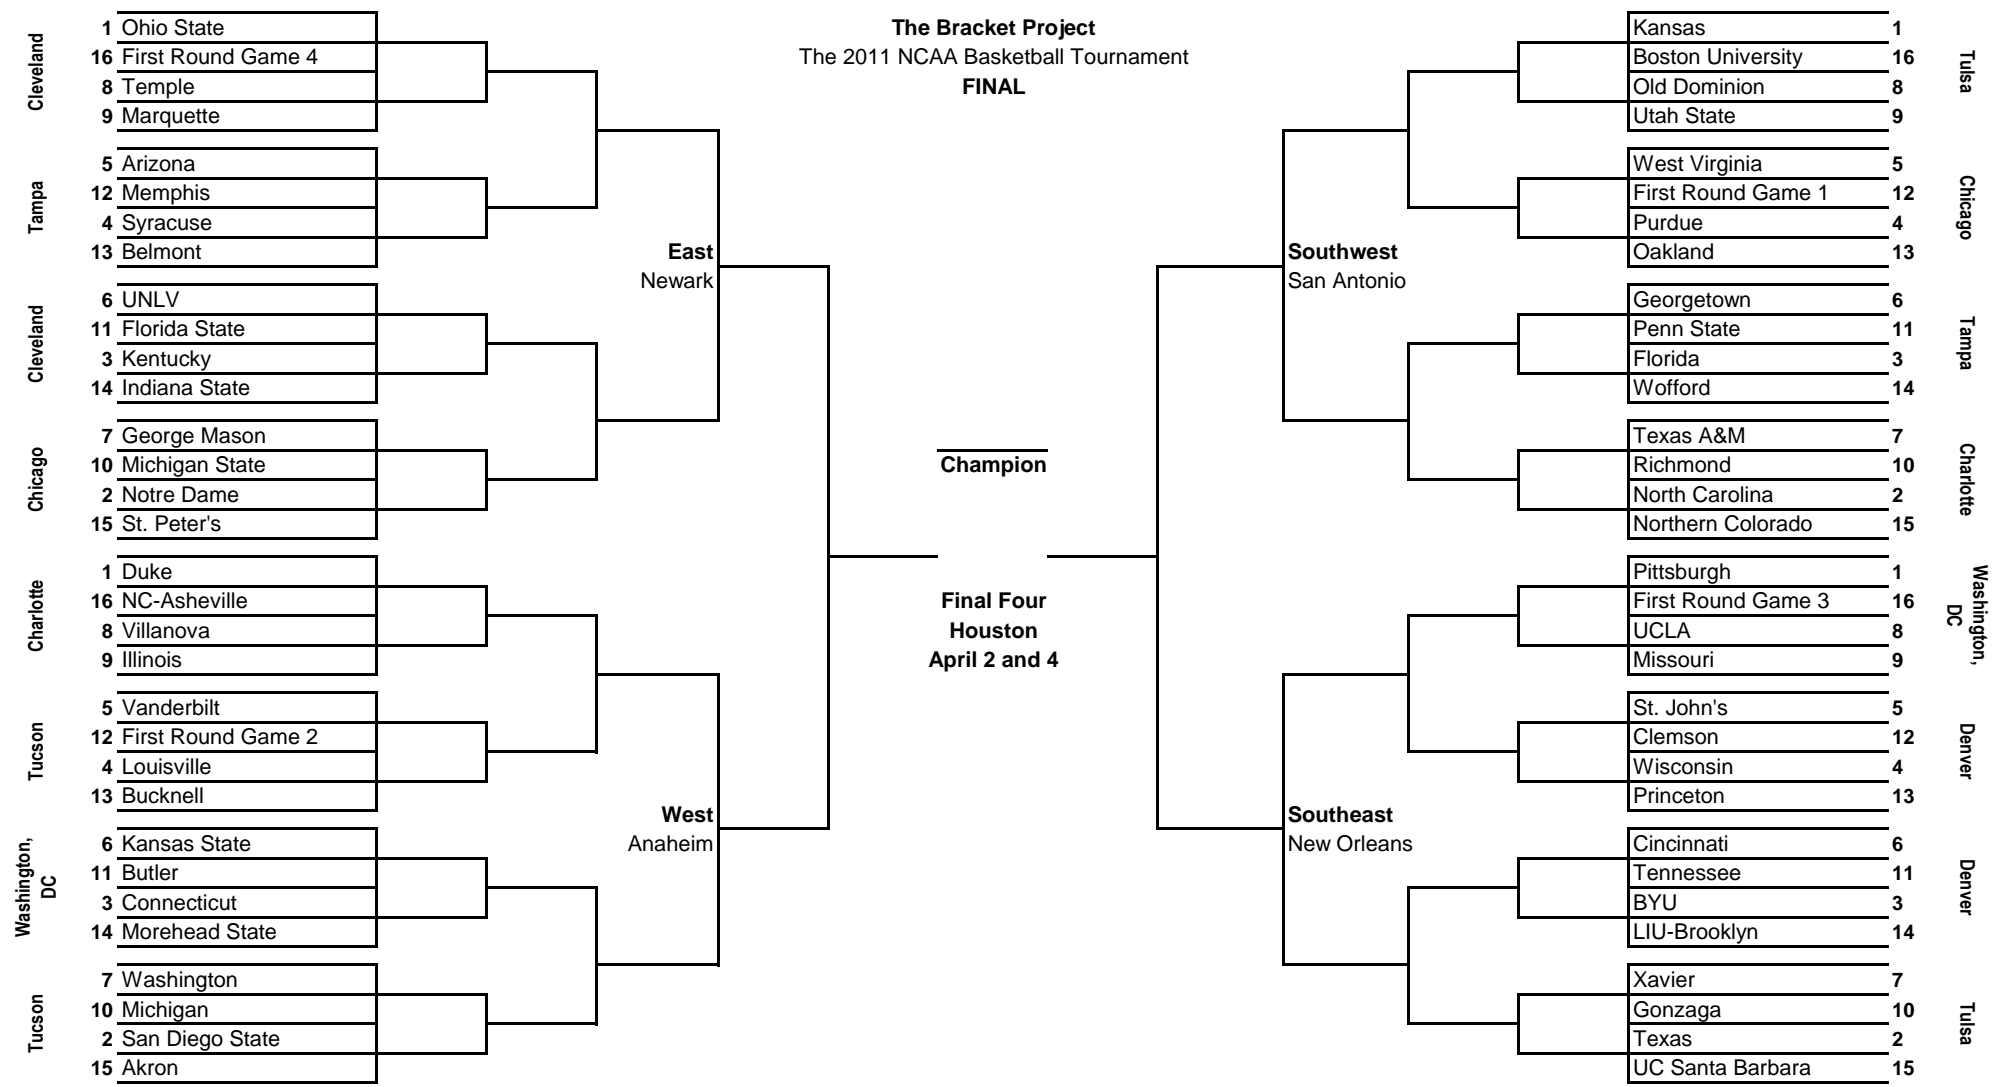 The Bracket Project
The 2011 NCAA Basketball Tournament
FINAL
Cleveland
1 Ohio State
16 First Round Game 4
8 Temple
9 Marquette
Tampa
5 Arizona
12 Memphis
4 Syracuse
13 Belmont
East
Newark
Cleveland
6 UNLV
11 Florida State
3 Kentucky
14 Indiana State
Chicago
7 George Mason
10 Michigan State
2 Notre Dame
15 St. Peter's
Charlotte
1 Duke
16 NC-Asheville
8 Villanova
9 Illinois
Tucson
5 Vanderbilt
12 First Round Game 2
4 Louisville
13 Bucknell
West
Anaheim
Washington,
DC
6 Kansas State
11 Butler
3 Connecticut
14 Morehead State
Tucson
7 Washington
10 Michigan
2 San Diego State
15 Akron
Champion
Final Four
Houston
April 2 and 4
Kansas 1
Boston University 16
Old Dominion 8
Utah State 9
Tulsa
West Virginia 5
First Round Game 1 12
Purdue 4
Oakland 13
Chicago
Southwest
San Antonio
Georgetown 6
Penn State 11
Florida 3
Wofford 14
Tampa
Texas A&M 7
Richmond 10
North Carolina 2
Northern Colorado 15
Charlotte
Pittsburgh 1
First Round Game 3 16
UCLA 8
Missouri 9
Washington,
DC
St. John's 5
Clemson 12
Wisconsin 4
Princeton 13
Denver
Southeast
New Orleans
Cincinnati 6
Tennessee 11
BYU 3
LIU-Brooklyn 14
Denver
Xavier 7
Gonzaga 10
Texas 2
UC Santa Barbara 15
Tulsa